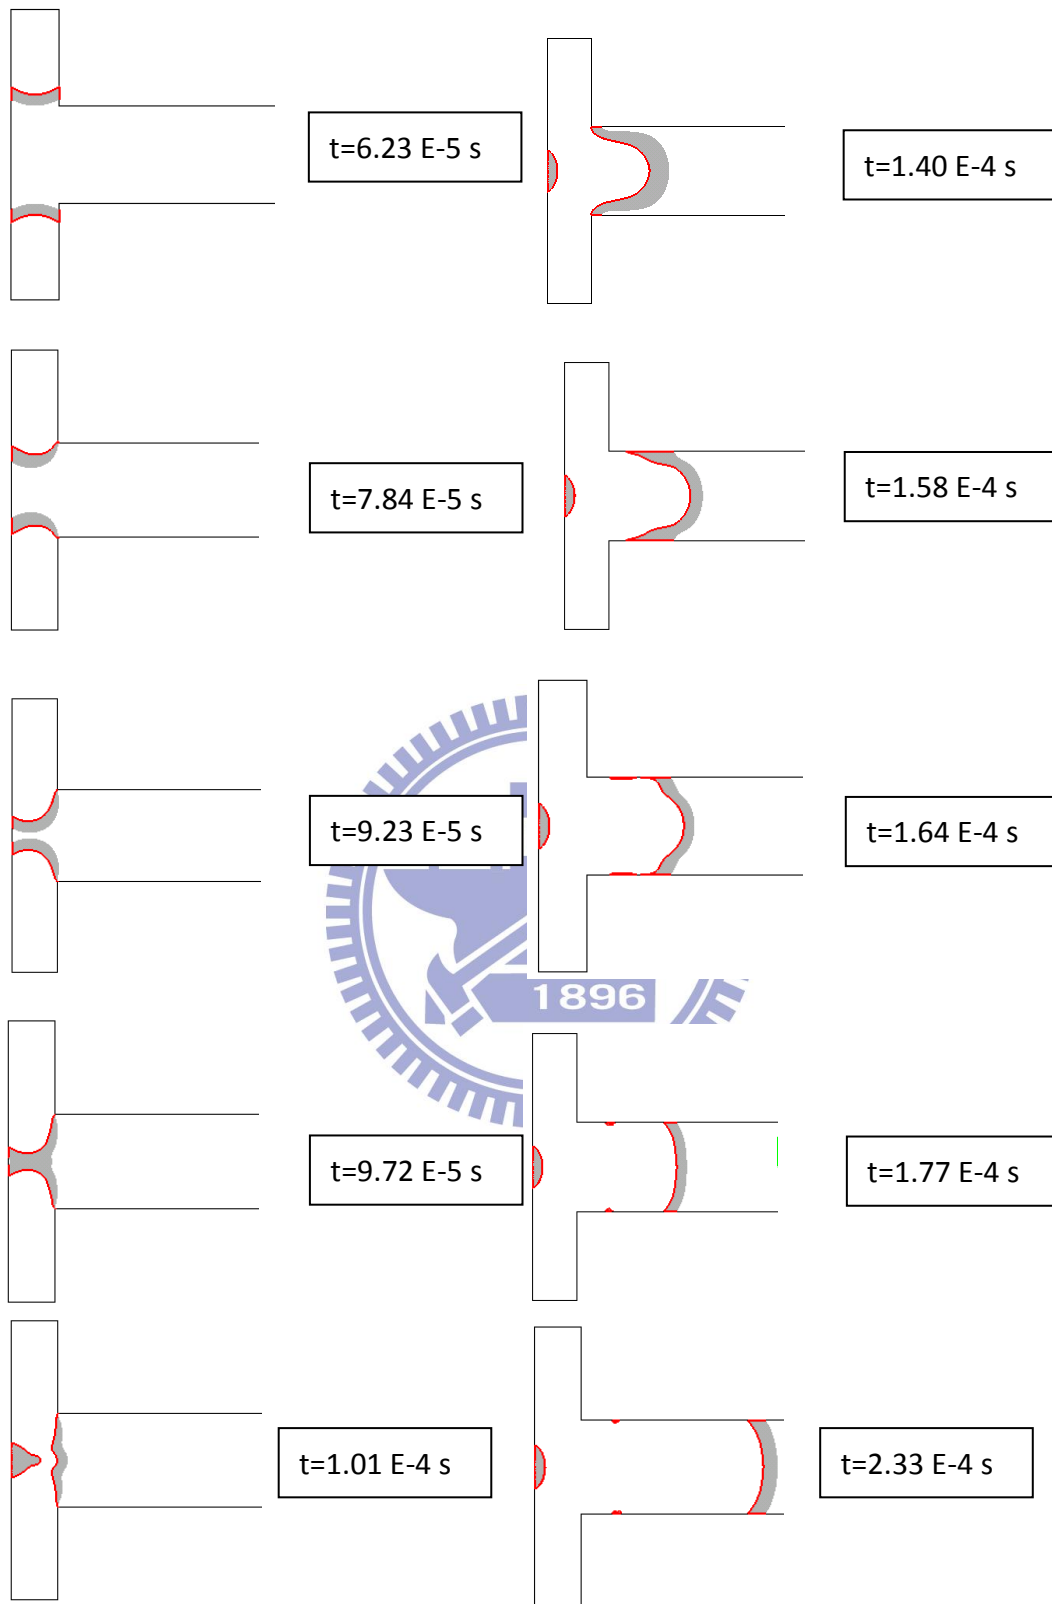 t=6.23 E-5 s
t=1.40 E-4 s
t=7.84 E-5 s
t=1.58 E-4 s
t=9.23 E-5 s
t=1.64 E-4 s
1896
t=9.72 E-5 s
t=1.77 E-4 s
t=1.01 E-4 s
t=2.33 E-4 s